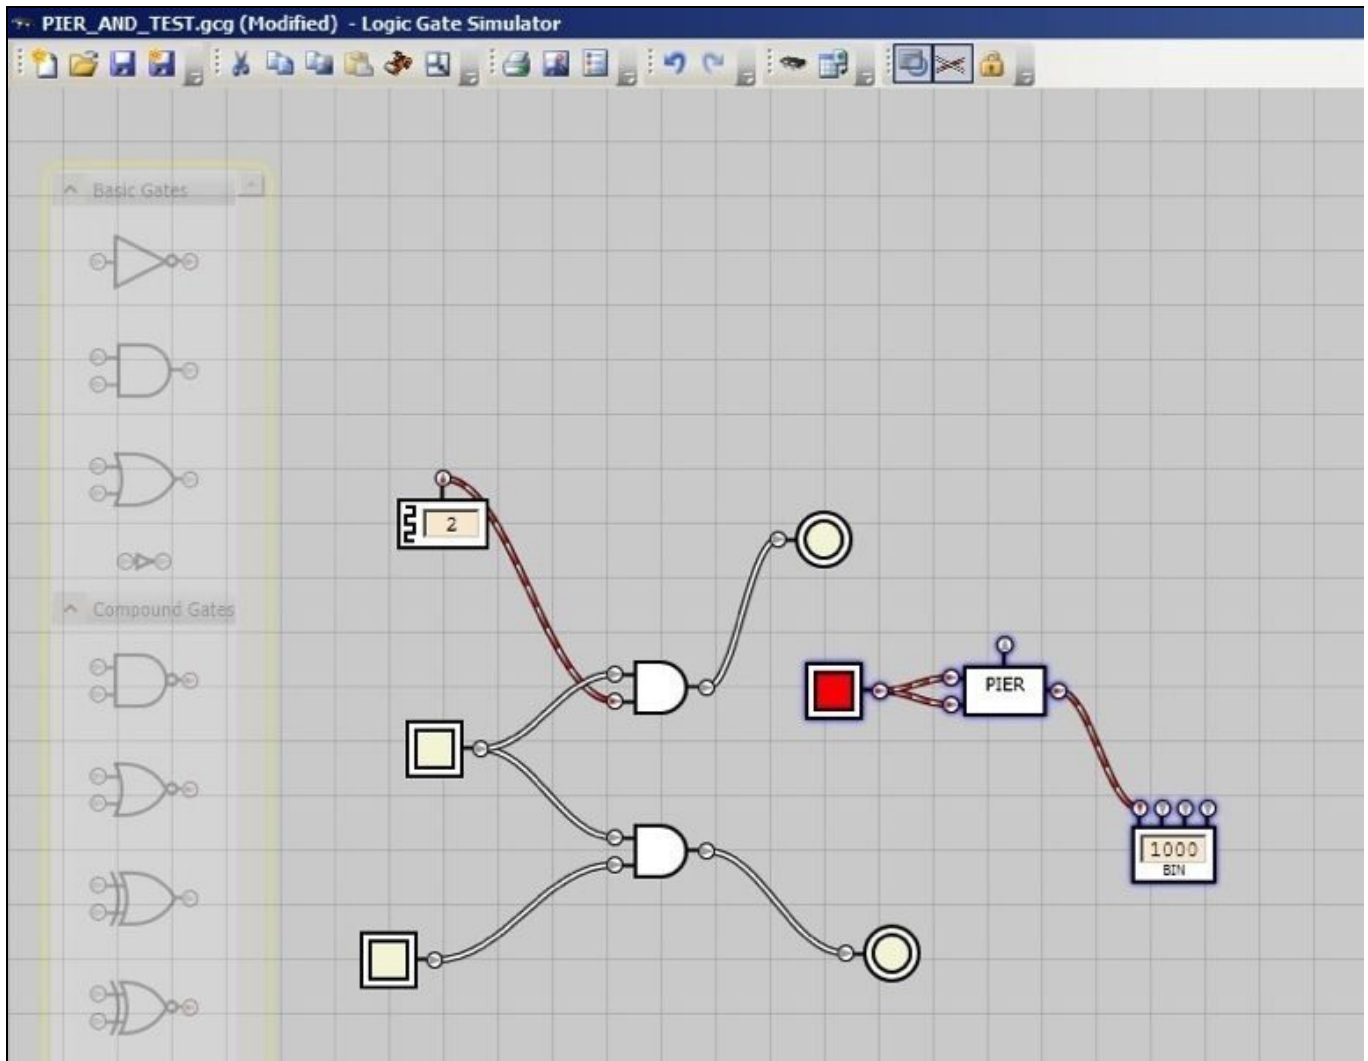 PIER_AND_TEST.gcg (Modified) - Logic Gate Simulator
Basic Gates
2
Compound Gates
PIER
1000
BIN